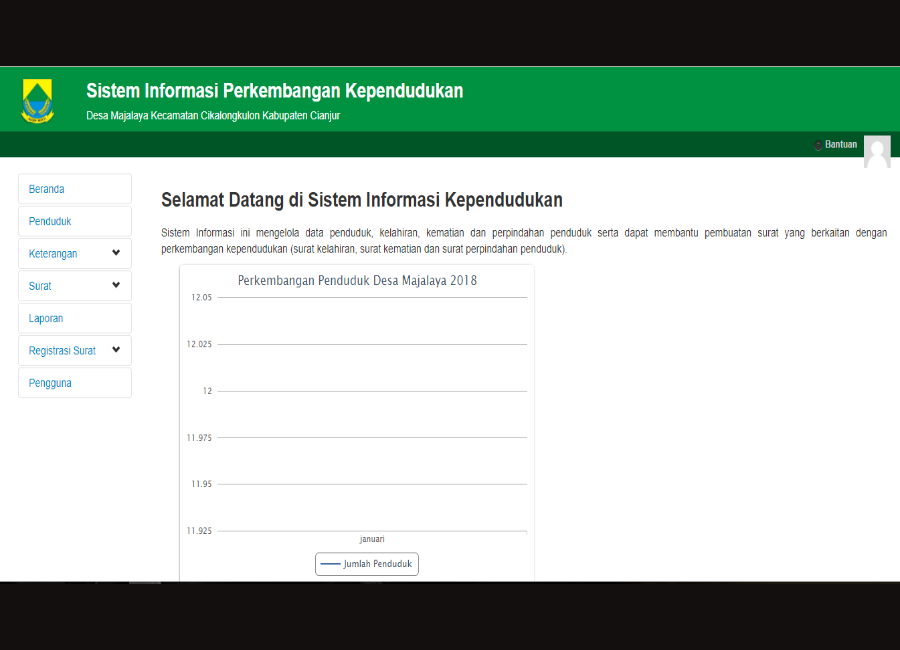 Sistem Informasi Perkembangan Kependudukan
Desa Majalaya Kecamatan Cikalongkulon Kabupaten Cianjur
Bantuan
Beranda
Penduduk
Keterangan
Surat
Laporan
Registrasi Surat
Pengguna
Selamat Datang di Sistem Informasi Kependudukan
Sistem Informasi ini mengelola data penduduk, kelahiran, kematian dan perpindahan penduduk serta dapat membantu pembuatan surat yang berkaitan dengan
perkembangan kependudukan (surat kelahiran, surat kematian dan surat perpindahan penduduk).
Perkembangan Penduduk Desa Majalaya 2018
12.05
12.025
12
11.975
11.95
11.925
januari
Jumlah Penduduk